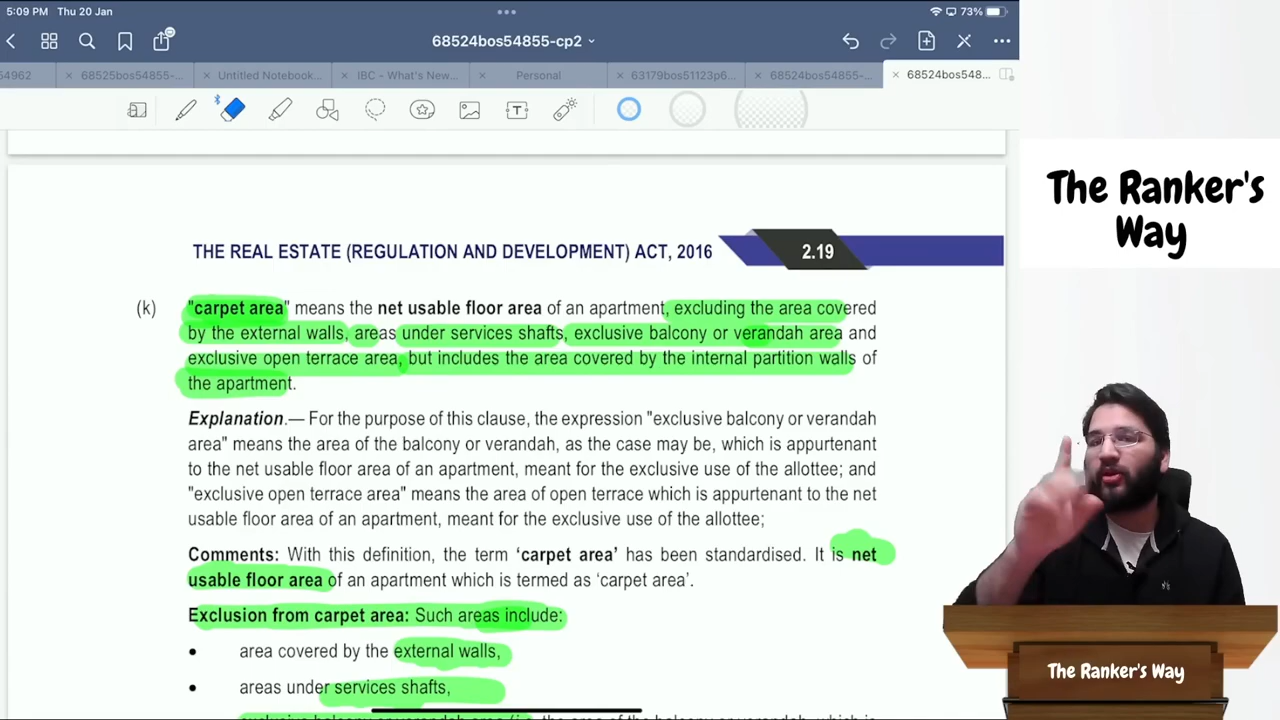 5:09 PM Thu 20 Jan
73%
68524bos54855-cp2
54962
68525bos54855-...
Untitled Notebook...
IBC - What's New...
Personal
63179bos51123p6...
68524bos54855-...
68524bos548...
The Ranker's
Way
THE REAL ESTATE (REGULATION AND DEVELOPMENT) ACT, 2016
2.19
(k) "carpet area" means the net usable floor area of an apartment, excluding the area covered
by the external walls, areas under services shafts, exclusive balcony or verandah area and
exclusive open terrace area, but includes the area covered by the internal partition walls of
the apartment.
Explanation.— For the purpose of this clause, the expression "exclusive balcony or verandah
area" means the area of the balcony or verandah, as the case may be, which is appurtenant
to the net usable floor area of an apartment, meant for the exclusive use of the allottee; and
"exclusive open terrace area" means the area of open terrace which is appurtenant to the net
usable floor area of an apartment, meant for the exclusive use of the allottee;
Comments: With this definition, the term ‘carpet area’ has been standardised. It is net
usable floor area of an apartment which is termed as ‘carpet area’.
Exclusion from carpet area: Such areas include:
• area covered by the external walls,
• areas under services shafts,
The Ranker's Way